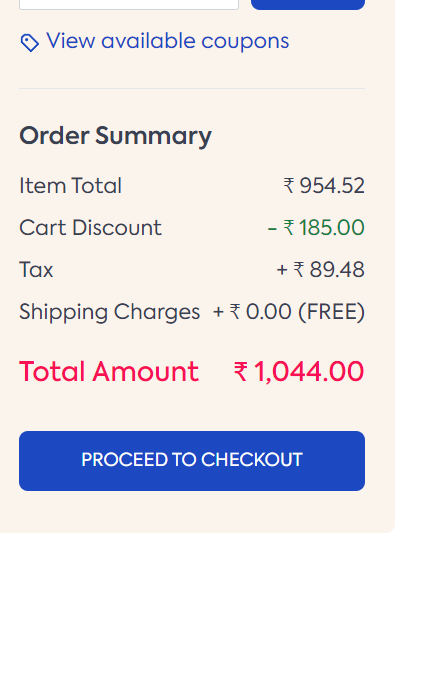 View available coupons
Order Summary
Item Total ₹ 954.52
Cart Discount - ₹ 185.00
Tax + ₹ 89.48
Shipping Charges + ₹ 0.00 (FREE)
Total Amount ₹ 1,044.00
PROCEED TO CHECKOUT